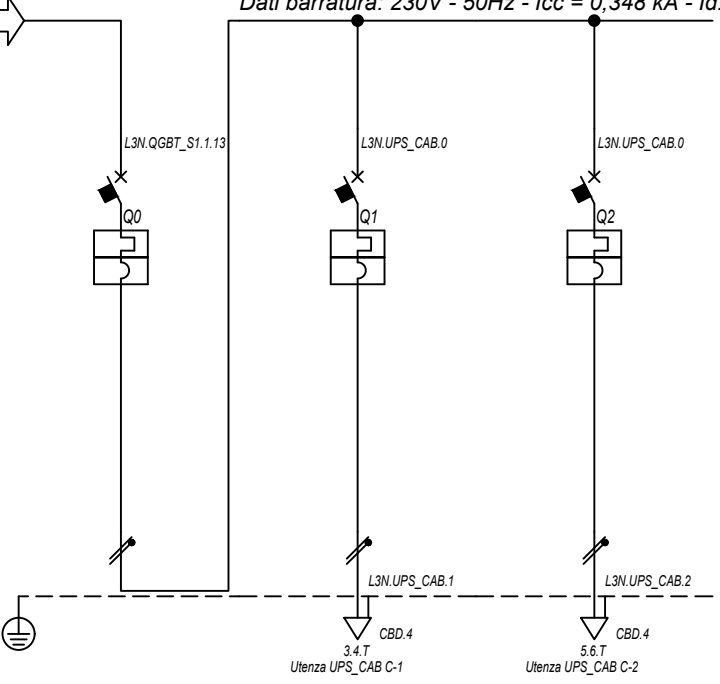 Dati barratura: 230V - 50Hz - Icc = 0,348 kA -
L3N.QGBT_S1.1.13
L3N.UPS_CAB.0
L3N.UPS_CAB.0
Q0
Q1
Q2
L3N.UPS_CAB.1
L3N.UPS_CAB.2
CBD.4
CBD.4
3.4.T
5.6.T
Utenza UPS_CAB C-1
Utenza UPS_CAB C-2